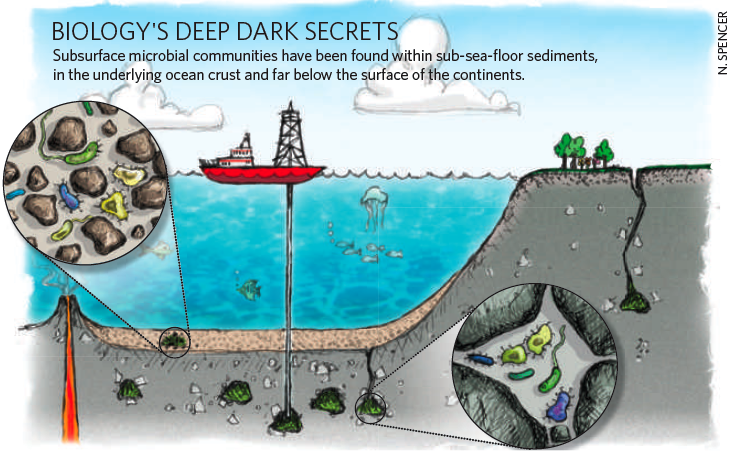 BIOLOGY'S DEEP DARK SECRETS
Subsurface microbial communities have been found within sub-sea-floor sediments,
in the underlying ocean crust and far below the surface of the continents.
N. SPENCER